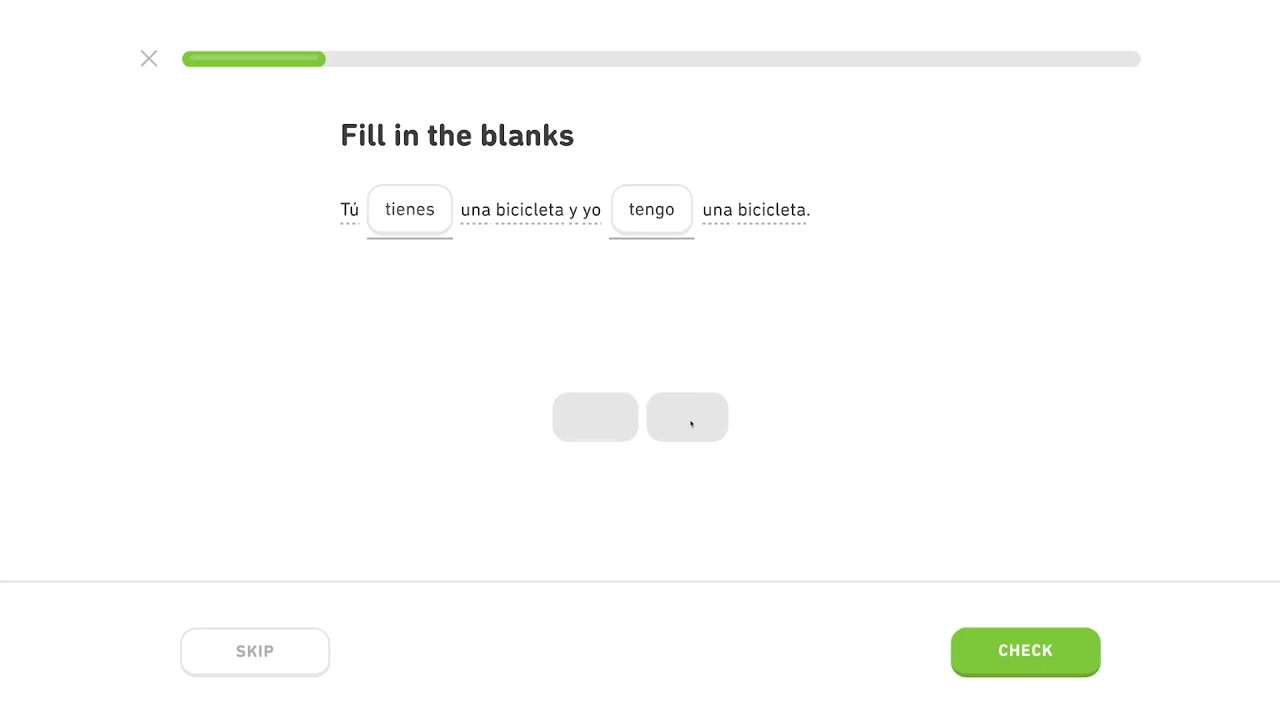 Fill in the blanks
Tú tienes una bicicleta y yo tengo una bicicleta.
SKIP
CHECK